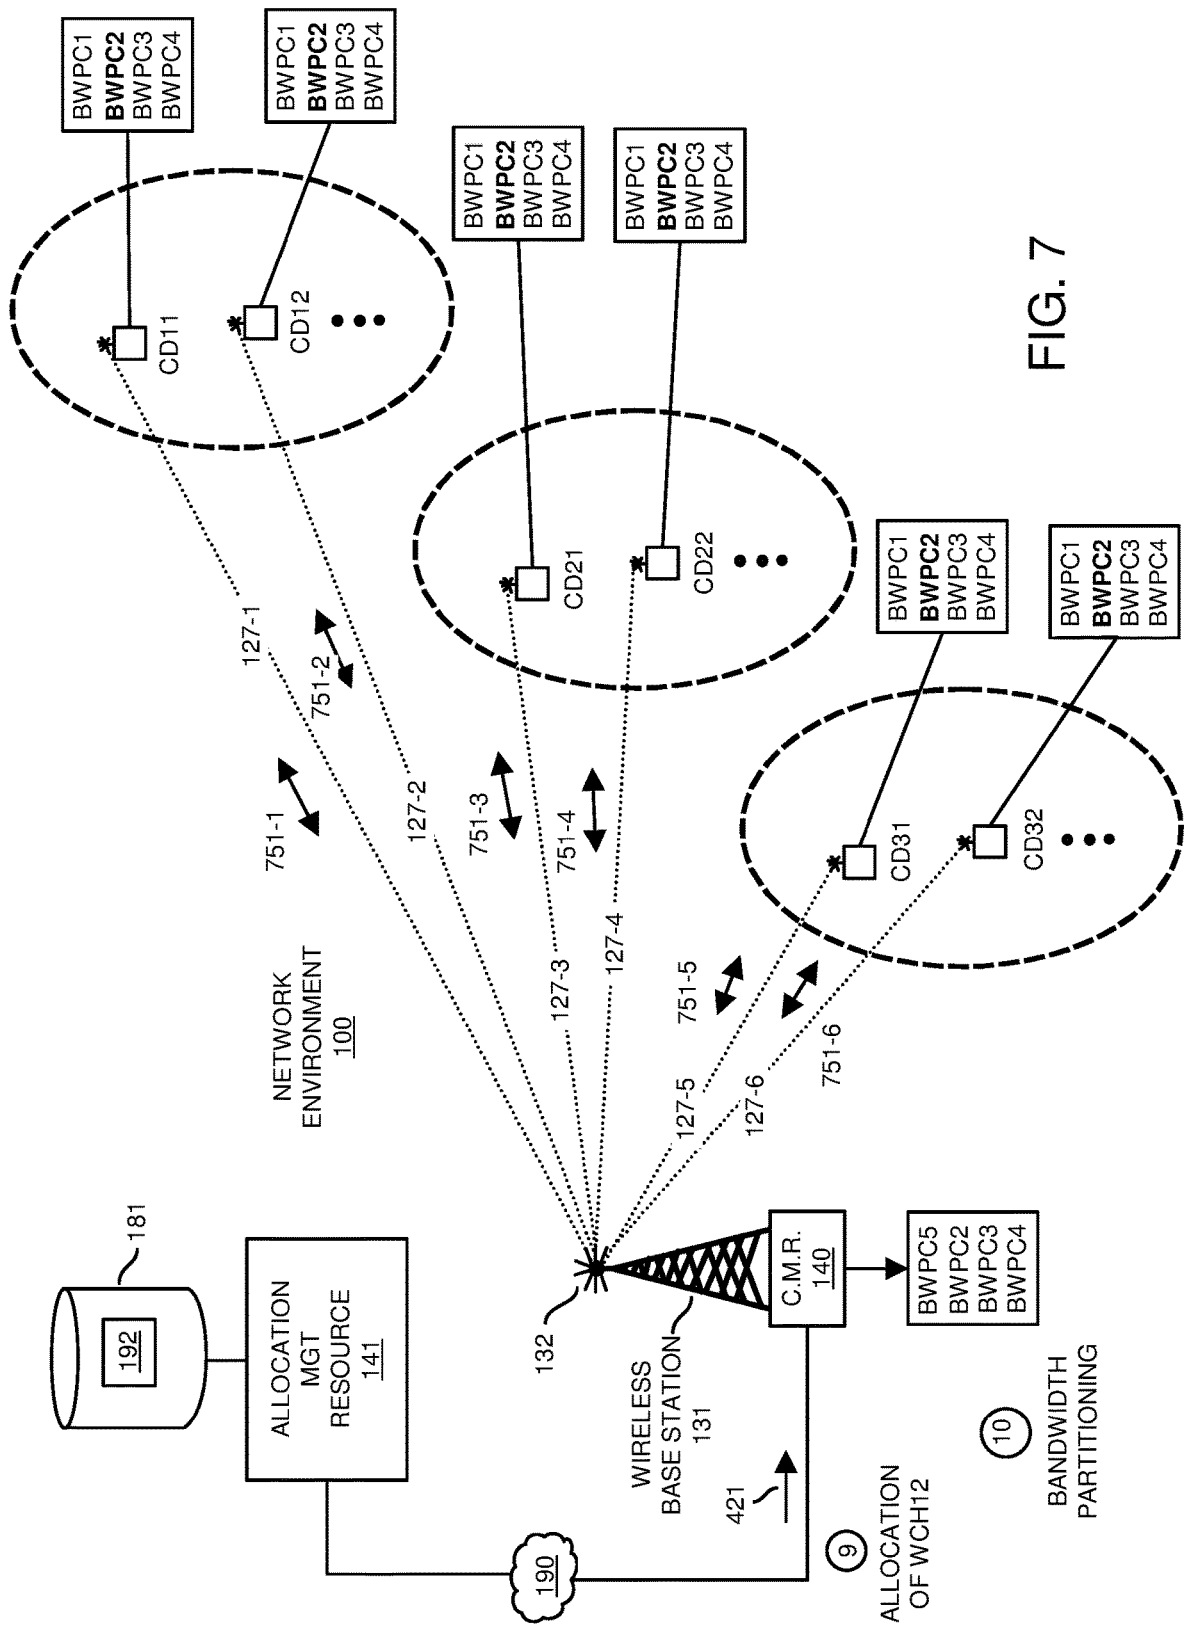 181
192
ALLOCATION
MGT
RESOURCE
141
190
NETWORK
ENVIRONMENT
100
132
WIRELESS
BASE STATION
131
421
9
ALLOCATION
OF WCH12
C.M.R.
140
BWPC5
BWPC2
BWPC3
BWPC4
10
BANDWIDTH
PARTITIONING
751-1
127-1
751-2
127-2
751-3
127-3
751-4
127-4
751-5
127-5
127-6
751-6
CD11
BWPC1
BWPC2
BWPC3
BWPC4
CD12
BWPC1
BWPC2
BWPC3
BWPC4
CD21
BWPC1
BWPC2
BWPC3
BWPC4
CD22
BWPC1
BWPC2
BWPC3
BWPC4
CD31
BWPC1
BWPC2
BWPC3
BWPC4
CD32
BWPC1
BWPC2
BWPC3
BWPC4
FIG. 7